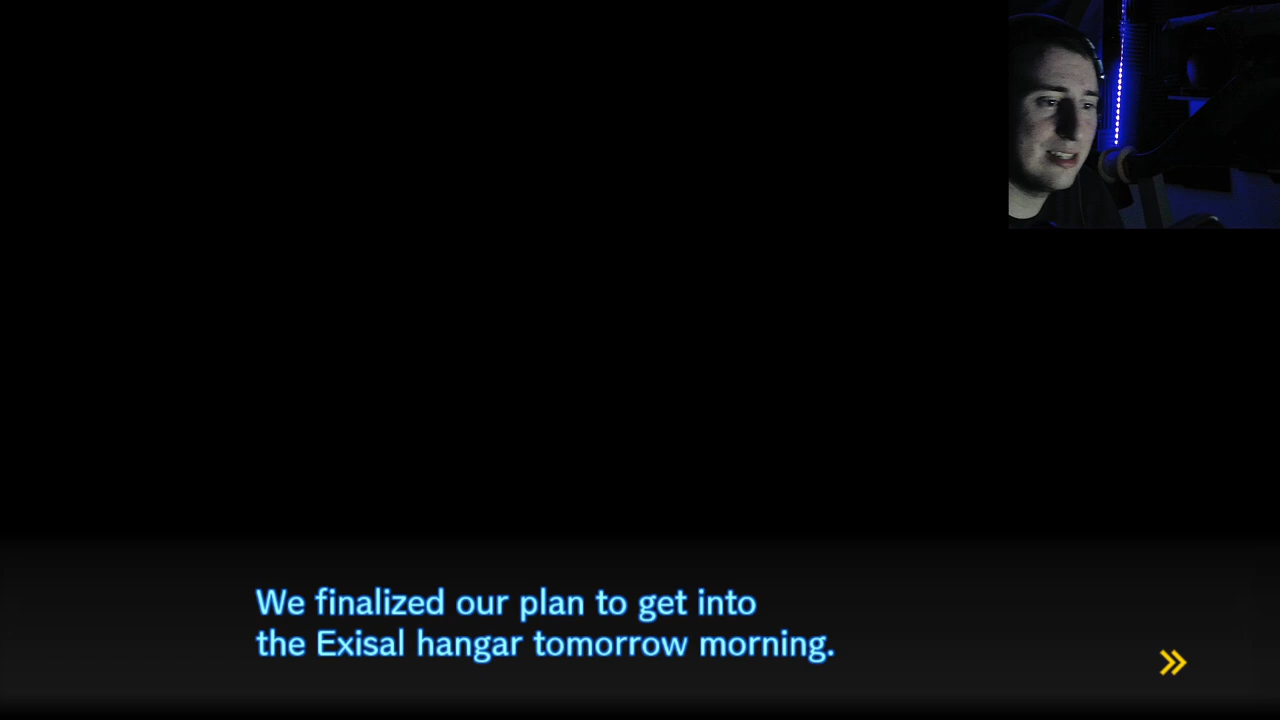 We finalized our plan to get into
the Exisal hangar tomorrow morning.